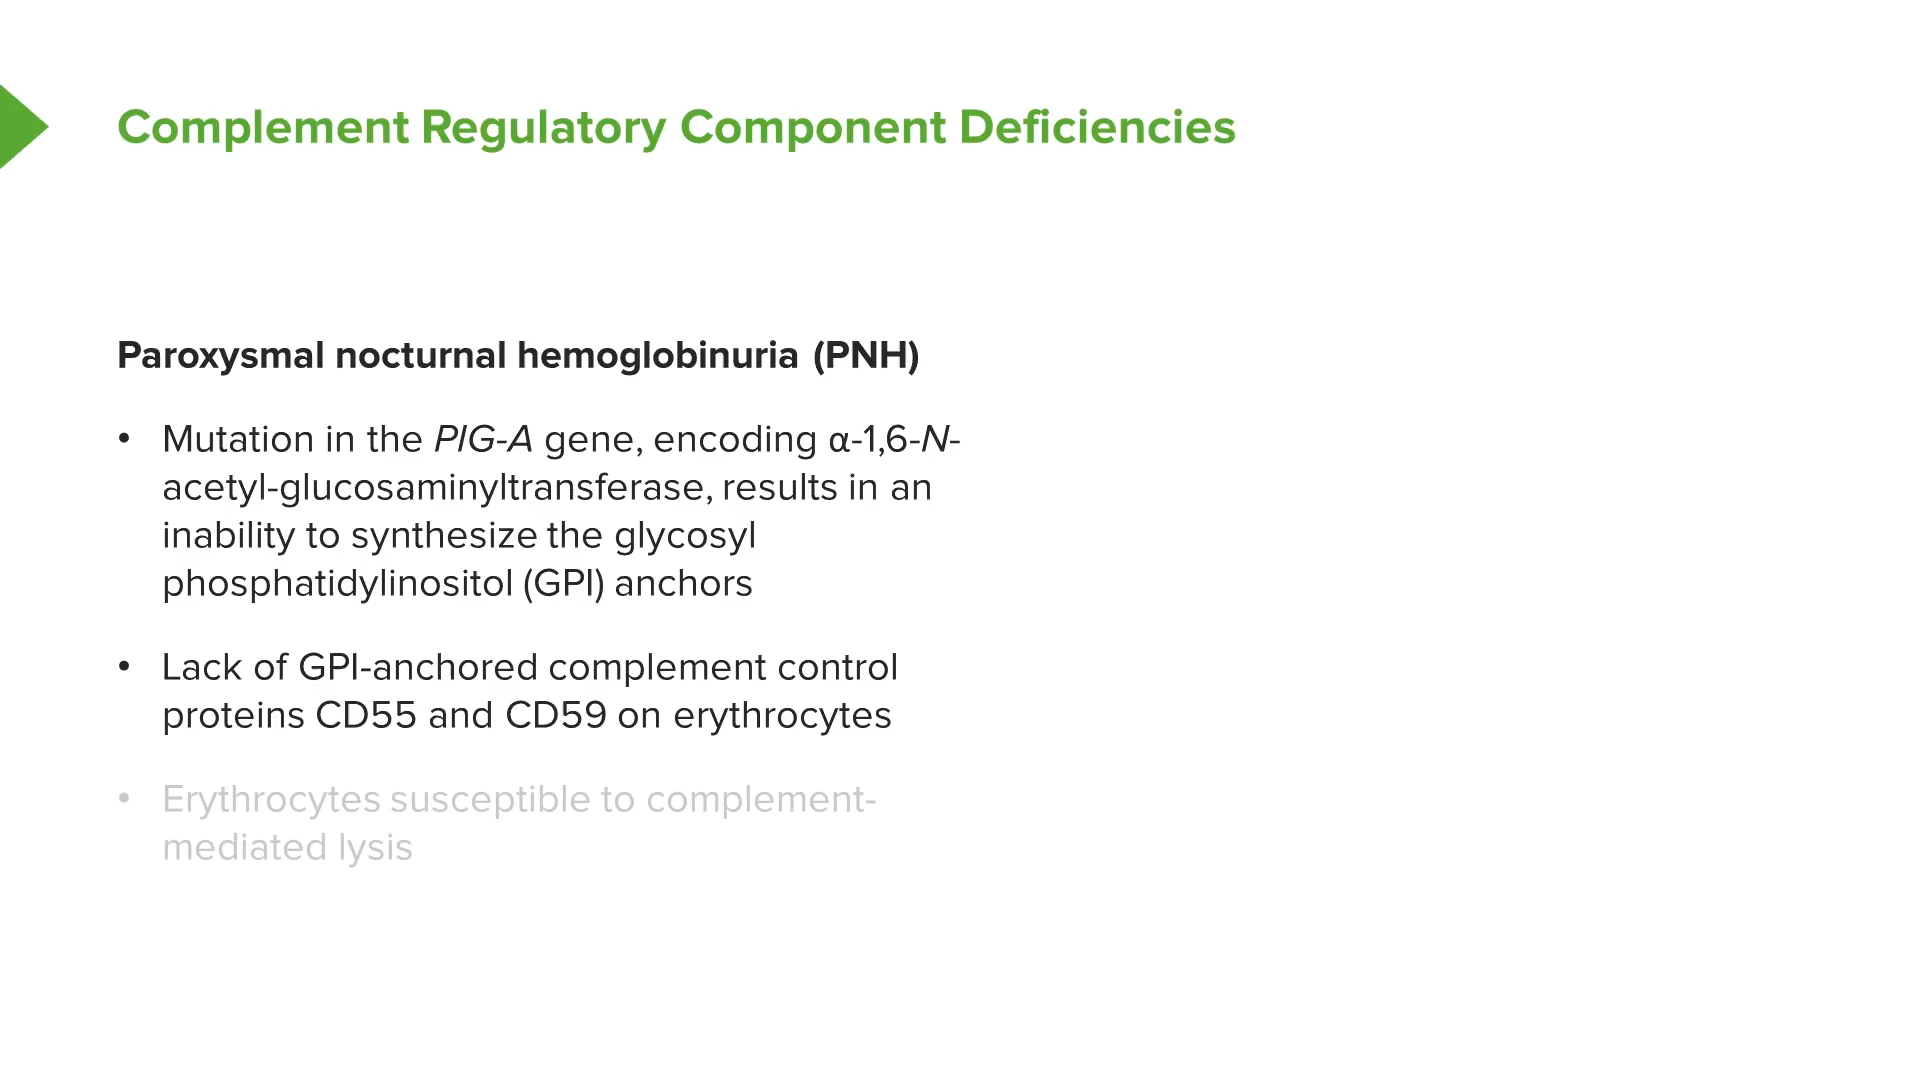 Complement Regulatory Component Deficiencies
Paroxysmal nocturnal hemoglobinuria (PNH)
• Mutation in the PIG-A gene, encoding α-1,6-N-
acetyl-glucosaminyltransferase, results in an
inability to synthesize the glycosyl
phosphatidylinositol (GPI) anchors
• Lack of GPI-anchored complement control
proteins CD55 and CD59 on erythrocytes
• Erythrocytes susceptible to complement-
mediated lysis